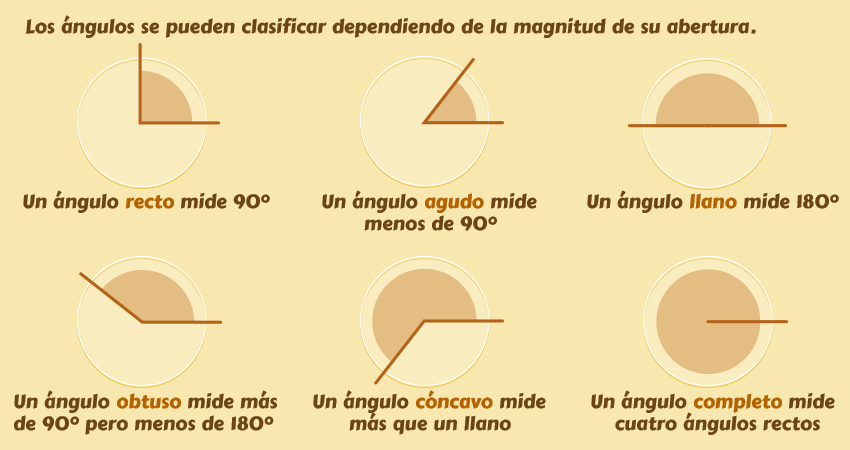 Los ángulos se pueden clasificar dependiendo de la magnitud de su abertura.
Un ángulo recto mide 90º
Un ángulo agudo mide
menos de 90º
Un ángulo llano mide 180º
Un ángulo obtuso mide más
de 90º pero menos de 180º
Un ángulo cóncavo mide
más que un llano
Un ángulo completo mide
cuatro ángulos rectos